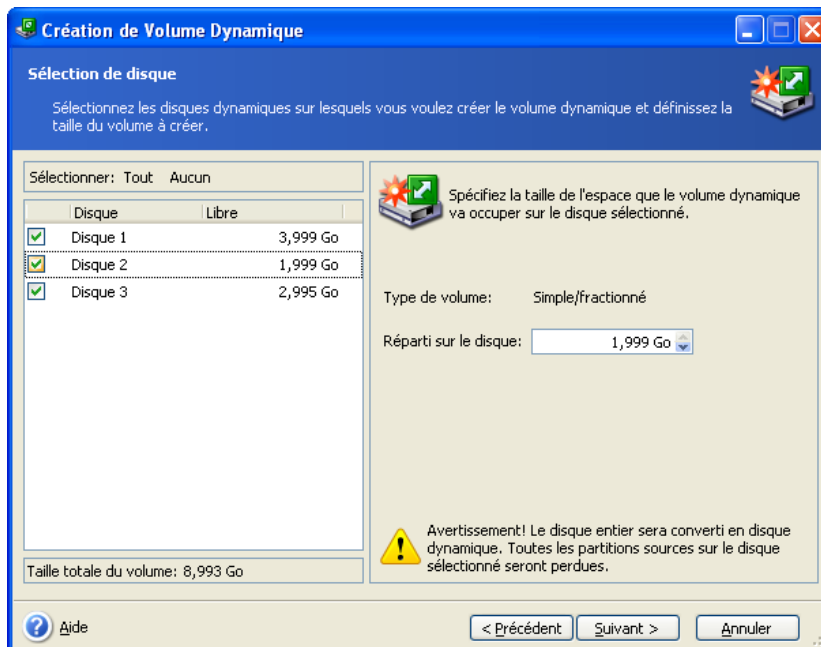 Création de Volume Dynamique
Sélection de disque
Sélectionnez les disques dynamiques sur lesquels vous voulez créer le volume dynamique et définissez la
taille du volume à créer.
Sélectionner: Tout Aucun
Disque Libre
Disque 1 3,999 Go
Disque 2 1,999 Go
Disque 3 2,995 Go
Taille totale du volume: 8,993 Go
Spécifiez la taille de l'espace que le volume dynamique
va occuper sur le disque sélectionné.
Type de volume: Simple/fractionné
Réparti sur le disque: 1,999 Go
Avertissement! Le disque entier sera converti en disque
dynamique. Toutes les partitions sources sur le disque
sélectionné seront perdues.
Aide < Précédent Suivant > Annuler